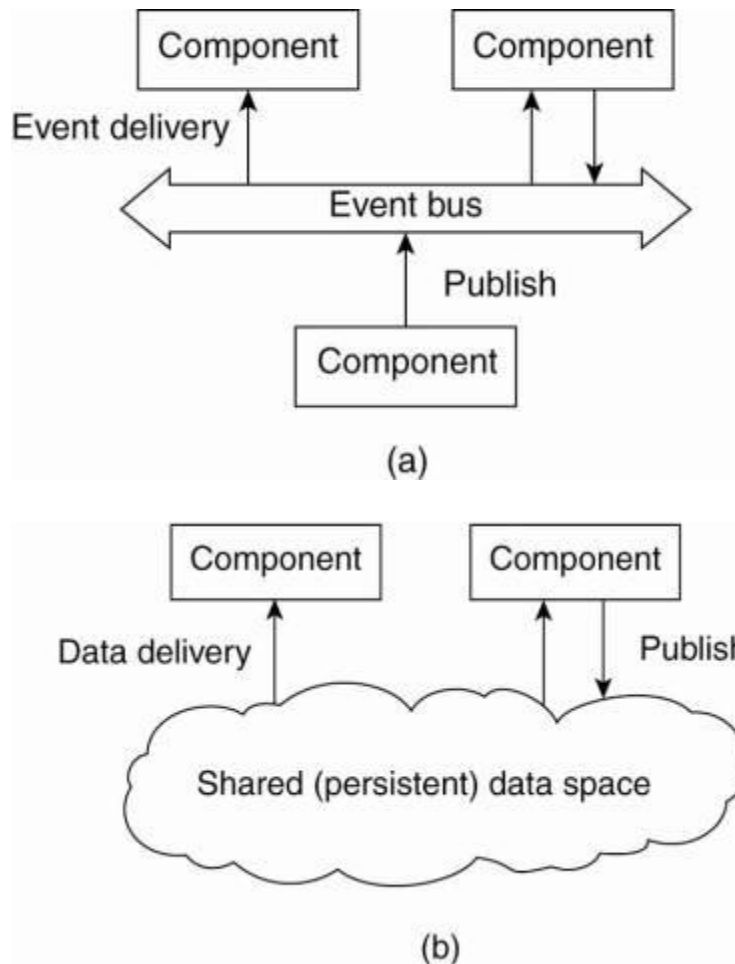 Component
Component
Event delivery
Event bus
Publish
Component
(a)
Component
Component
Data delivery
Publish
Shared (persistent) data space
(b)